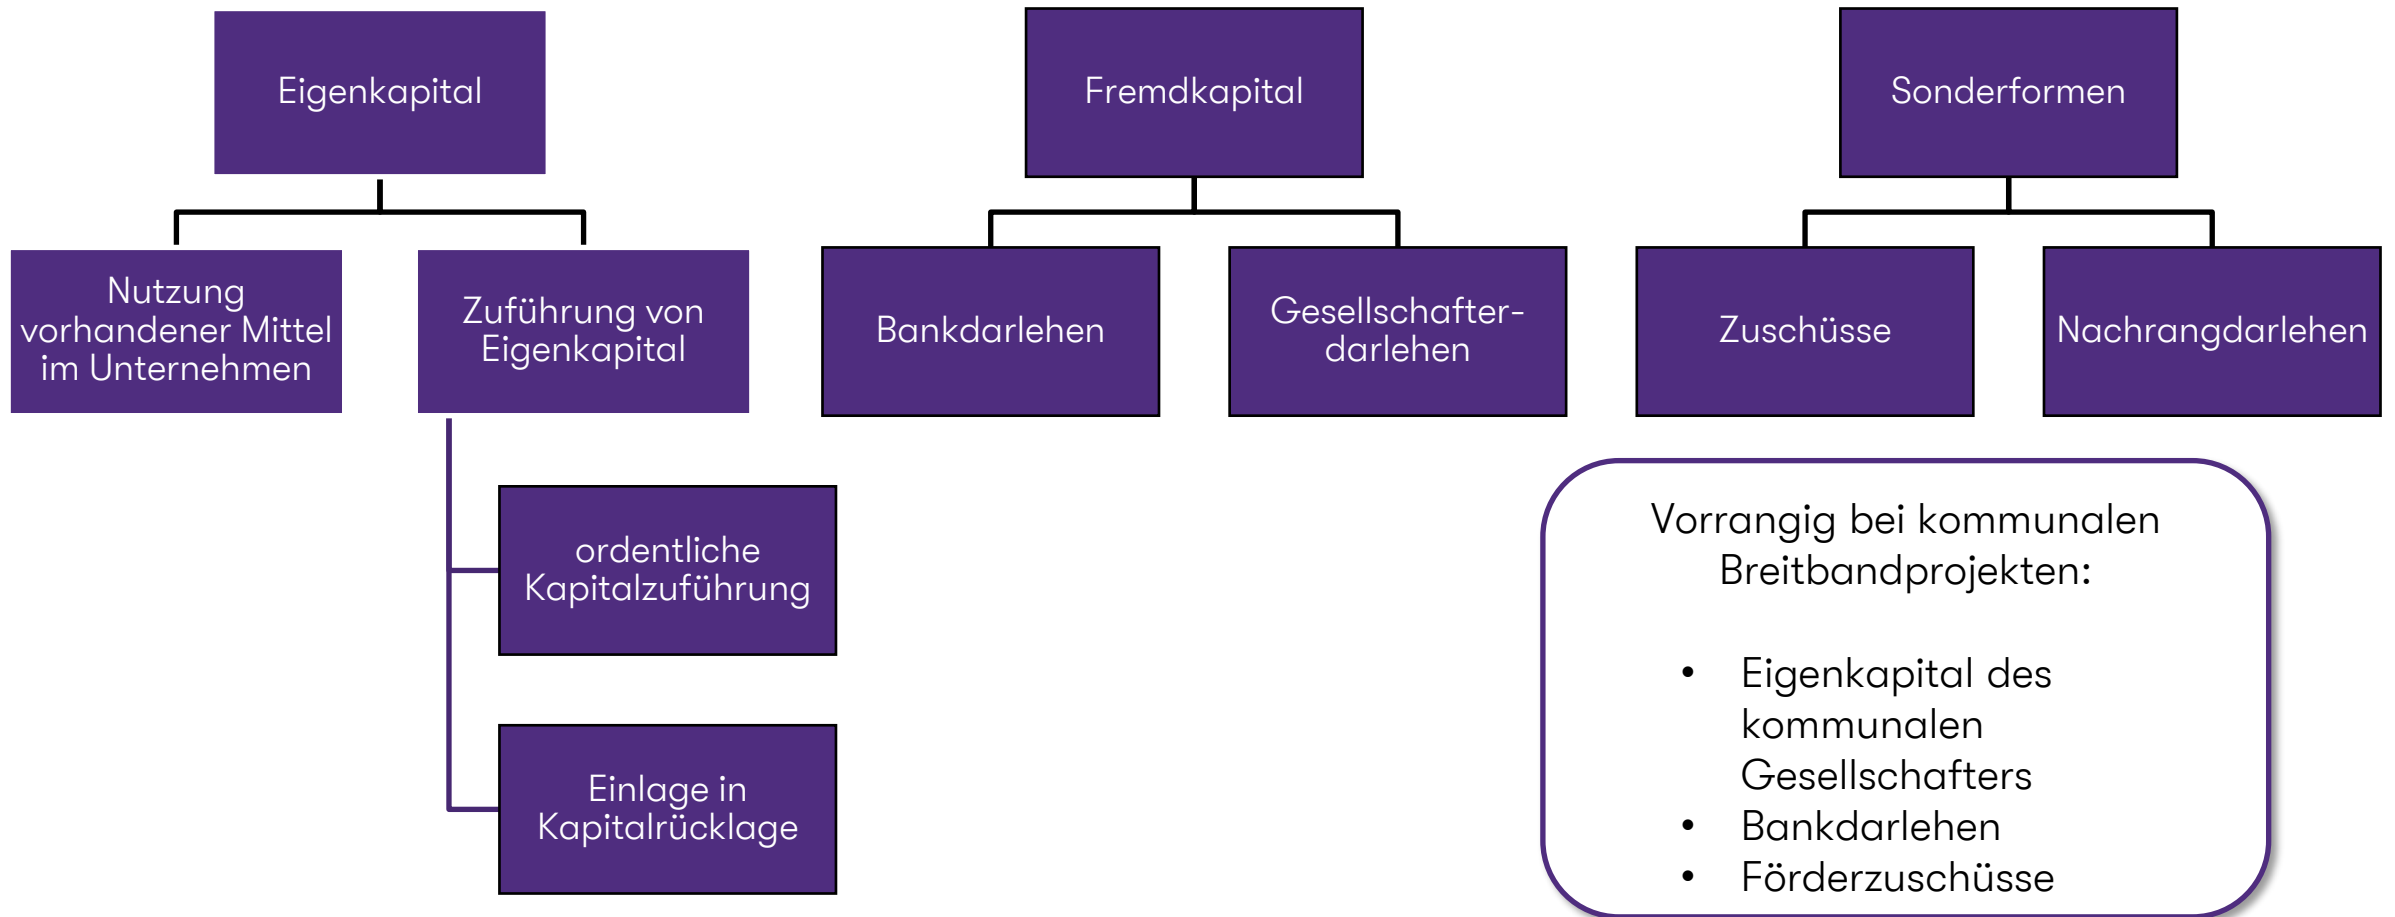 Eigenkapital
Fremdkapital
Sonderformen
Nutzung
vorhandener Mittel
im Unternehmen
Zuführung von
Eigenkapital
Bankdarlehen
Gesellschafter-
darlehen
Zuschüsse
Nachrangdarlehen
ordentliche
Kapitalzuführung
Einlage in
Kapitalrücklage
Vorrangig bei kommunalen
Breitbandprojekten:
• Eigenkapital des
kommunalen
Gesellschafters
• Bankdarlehen
• Förderzuschüsse